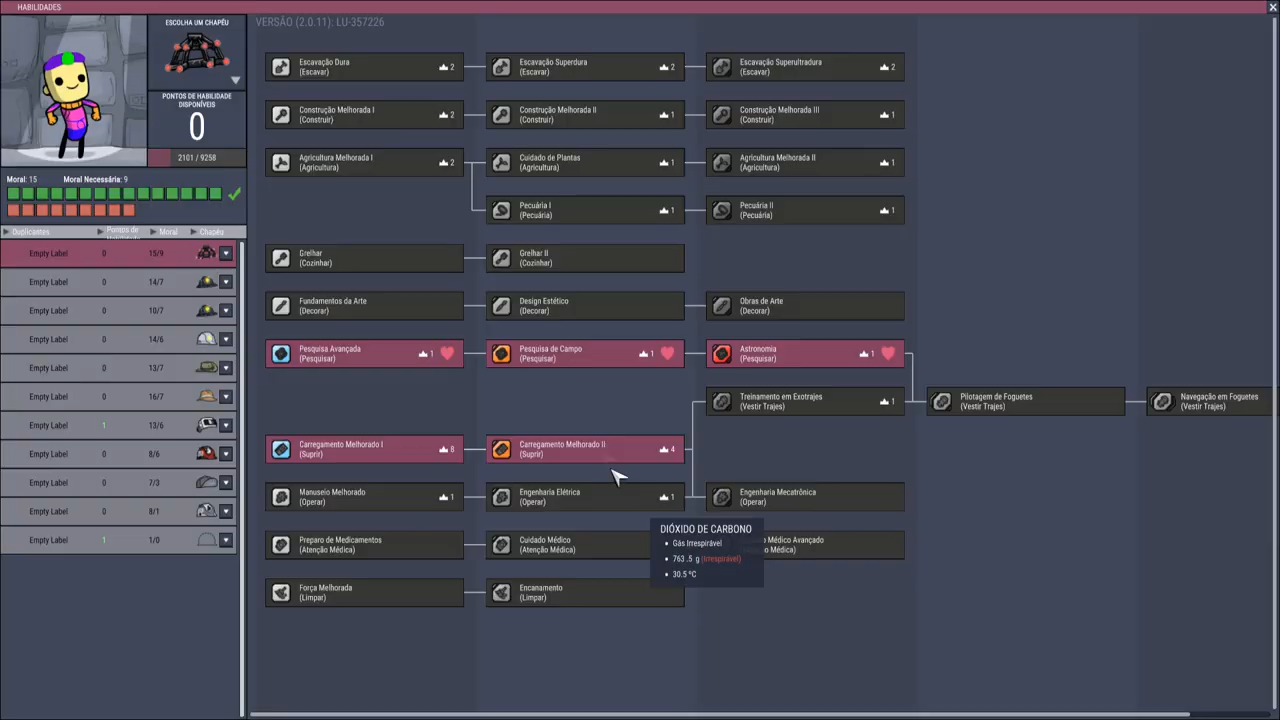 HABILIDADES
VERSÃO (2.0.11): LU-357226
ESCOLHA UM CHAPÉU
PONTOS DE HABILIDADE
DISPONÍVEIS
0
2101 / 9258
Moral: 15
Moral Necessária: 9
Duplicantes
Pontos de
Moral
Chapéu
Empty Label 0 15/9
Empty Label 0 14/7
Empty Label 0 10/7
Empty Label 0 14/6
Empty Label 0 13/7
Empty Label 0 16/7
Empty Label 1 13/6
Empty Label 0 8/6
Empty Label 0 7/3
Empty Label 0 8/1
Empty Label 1 1/0
Escavação Dura
(Escavar)
2
Escavação Superdura
(Escavar)
2
Escavação Superultradura
(Escavar)
2
Construção Melhorada I
(Construir)
2
Construção Melhorada II
(Construir)
1
Construção Melhorada III
(Construir)
1
Agricultura Melhorada I
(Agricultura)
2
Cuidado de Plantas
(Agricultura)
1
Agricultura Melhorada II
(Agricultura)
1
Pecuária I
(Pecuária)
1
Pecuária II
(Pecuária)
1
Grelhar
(Cozinhar)
Grelhar II
(Cozinhar)
Fundamentos da Arte
(Decorar)
Design Estético
(Decorar)
Obras de Arte
(Decorar)
Pesquisa Avançada
(Pesquisar)
1
Pesquisa de Campo
(Pesquisar)
1
Astronomia
(Pesquisar)
1
Treinamento em Exotrajes
(Vestir Trajes)
1
Pilotagem de Foguetes
(Vestir Trajes)
Navegação em Foguetes
(Vestir Trajes)
Carregamento Melhorado I
(Suprir)
8
Carregamento Melhorado II
(Suprir)
4
Manuseio Melhorado
(Operar)
1
Engenharia Elétrica
(Operar)
1
Engenharia Mecatrônica
(Operar)
Preparo de Medicamentos
(Atenção Médica)
Cuidado Médico
(Atenção Médica)
Médico Avançado
Médica)
Força Melhorada
(Limpar)
Encanamento
(Limpar)
DIÓXIDO DE CARBONO
• Gás Irrespirável
• 763 .5 g (Irrespirável)
• 30.5 ºC